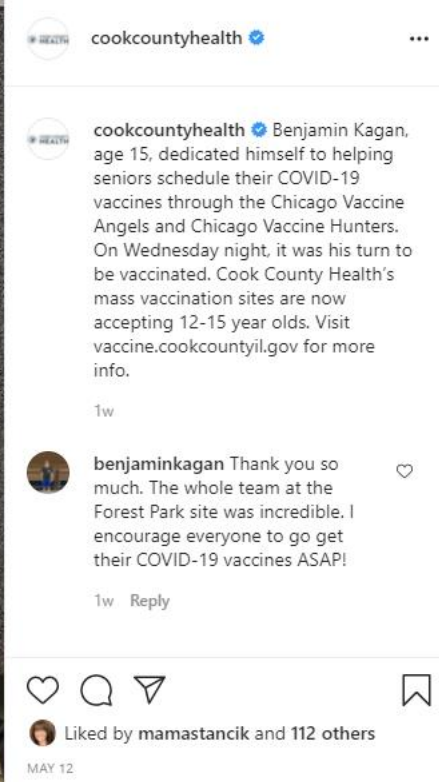 cookcountyhealth
cookcountyhealth Benjamin Kagan,
age 15, dedicated himself to helping
seniors schedule their COVID-19
vaccines through the Chicago Vaccine
Angels and Chicago Vaccine Hunters.
On Wednesday night, it was his turn to
be vaccinated. Cook County Health's
mass vaccination sites are now
accepting 12-15 year olds. Visit
vaccine.cookcountyil.gov for more
info.
1w
benjaminkagan Thank you so
much. The whole team at the
Forest Park site was incredible. I
encourage everyone to go get
their COVID-19 vaccines ASAP!
1w Reply
Liked by mamastancik and 112 others
MAY 12